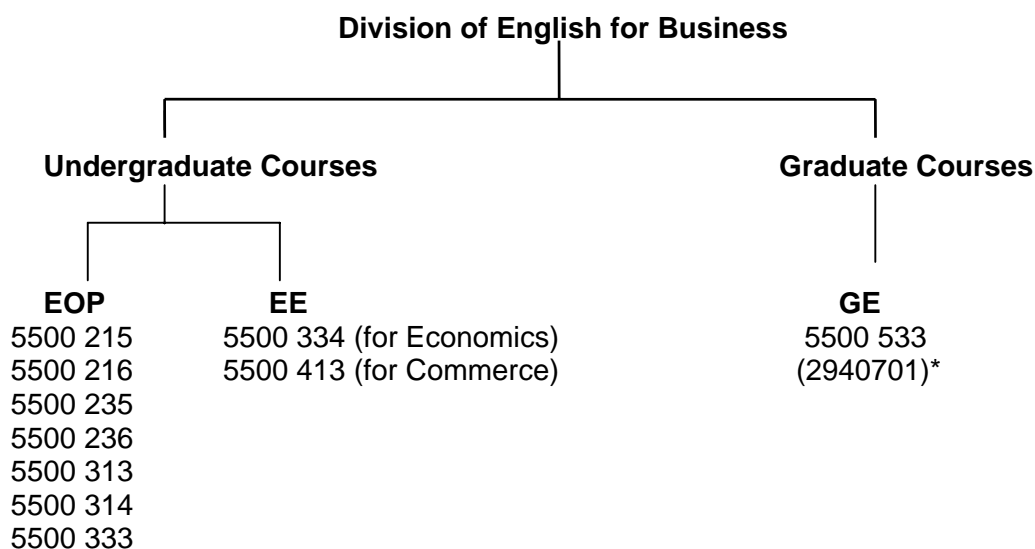 Division of English for Business
Undergraduate Courses
Graduate Courses
EOP
5500 215
5500 216
5500 235
5500 236
5500 313
5500 314
5500 333
EE
5500 334 (for Economics)
5500 413 (for Commerce)
GE
5500 533
(2940701)*